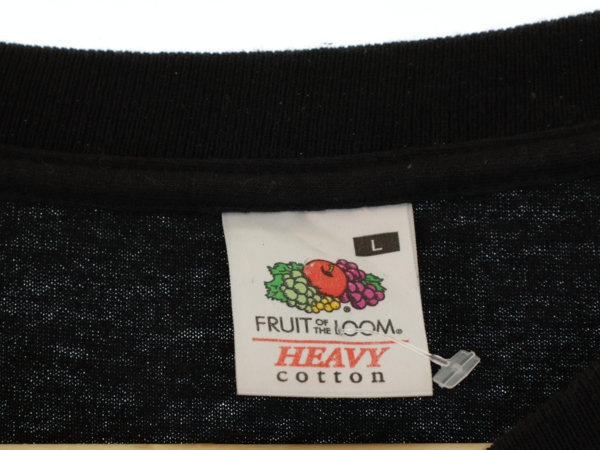 L
FRUIT OF THE LOOM®
HEAVY
cotton